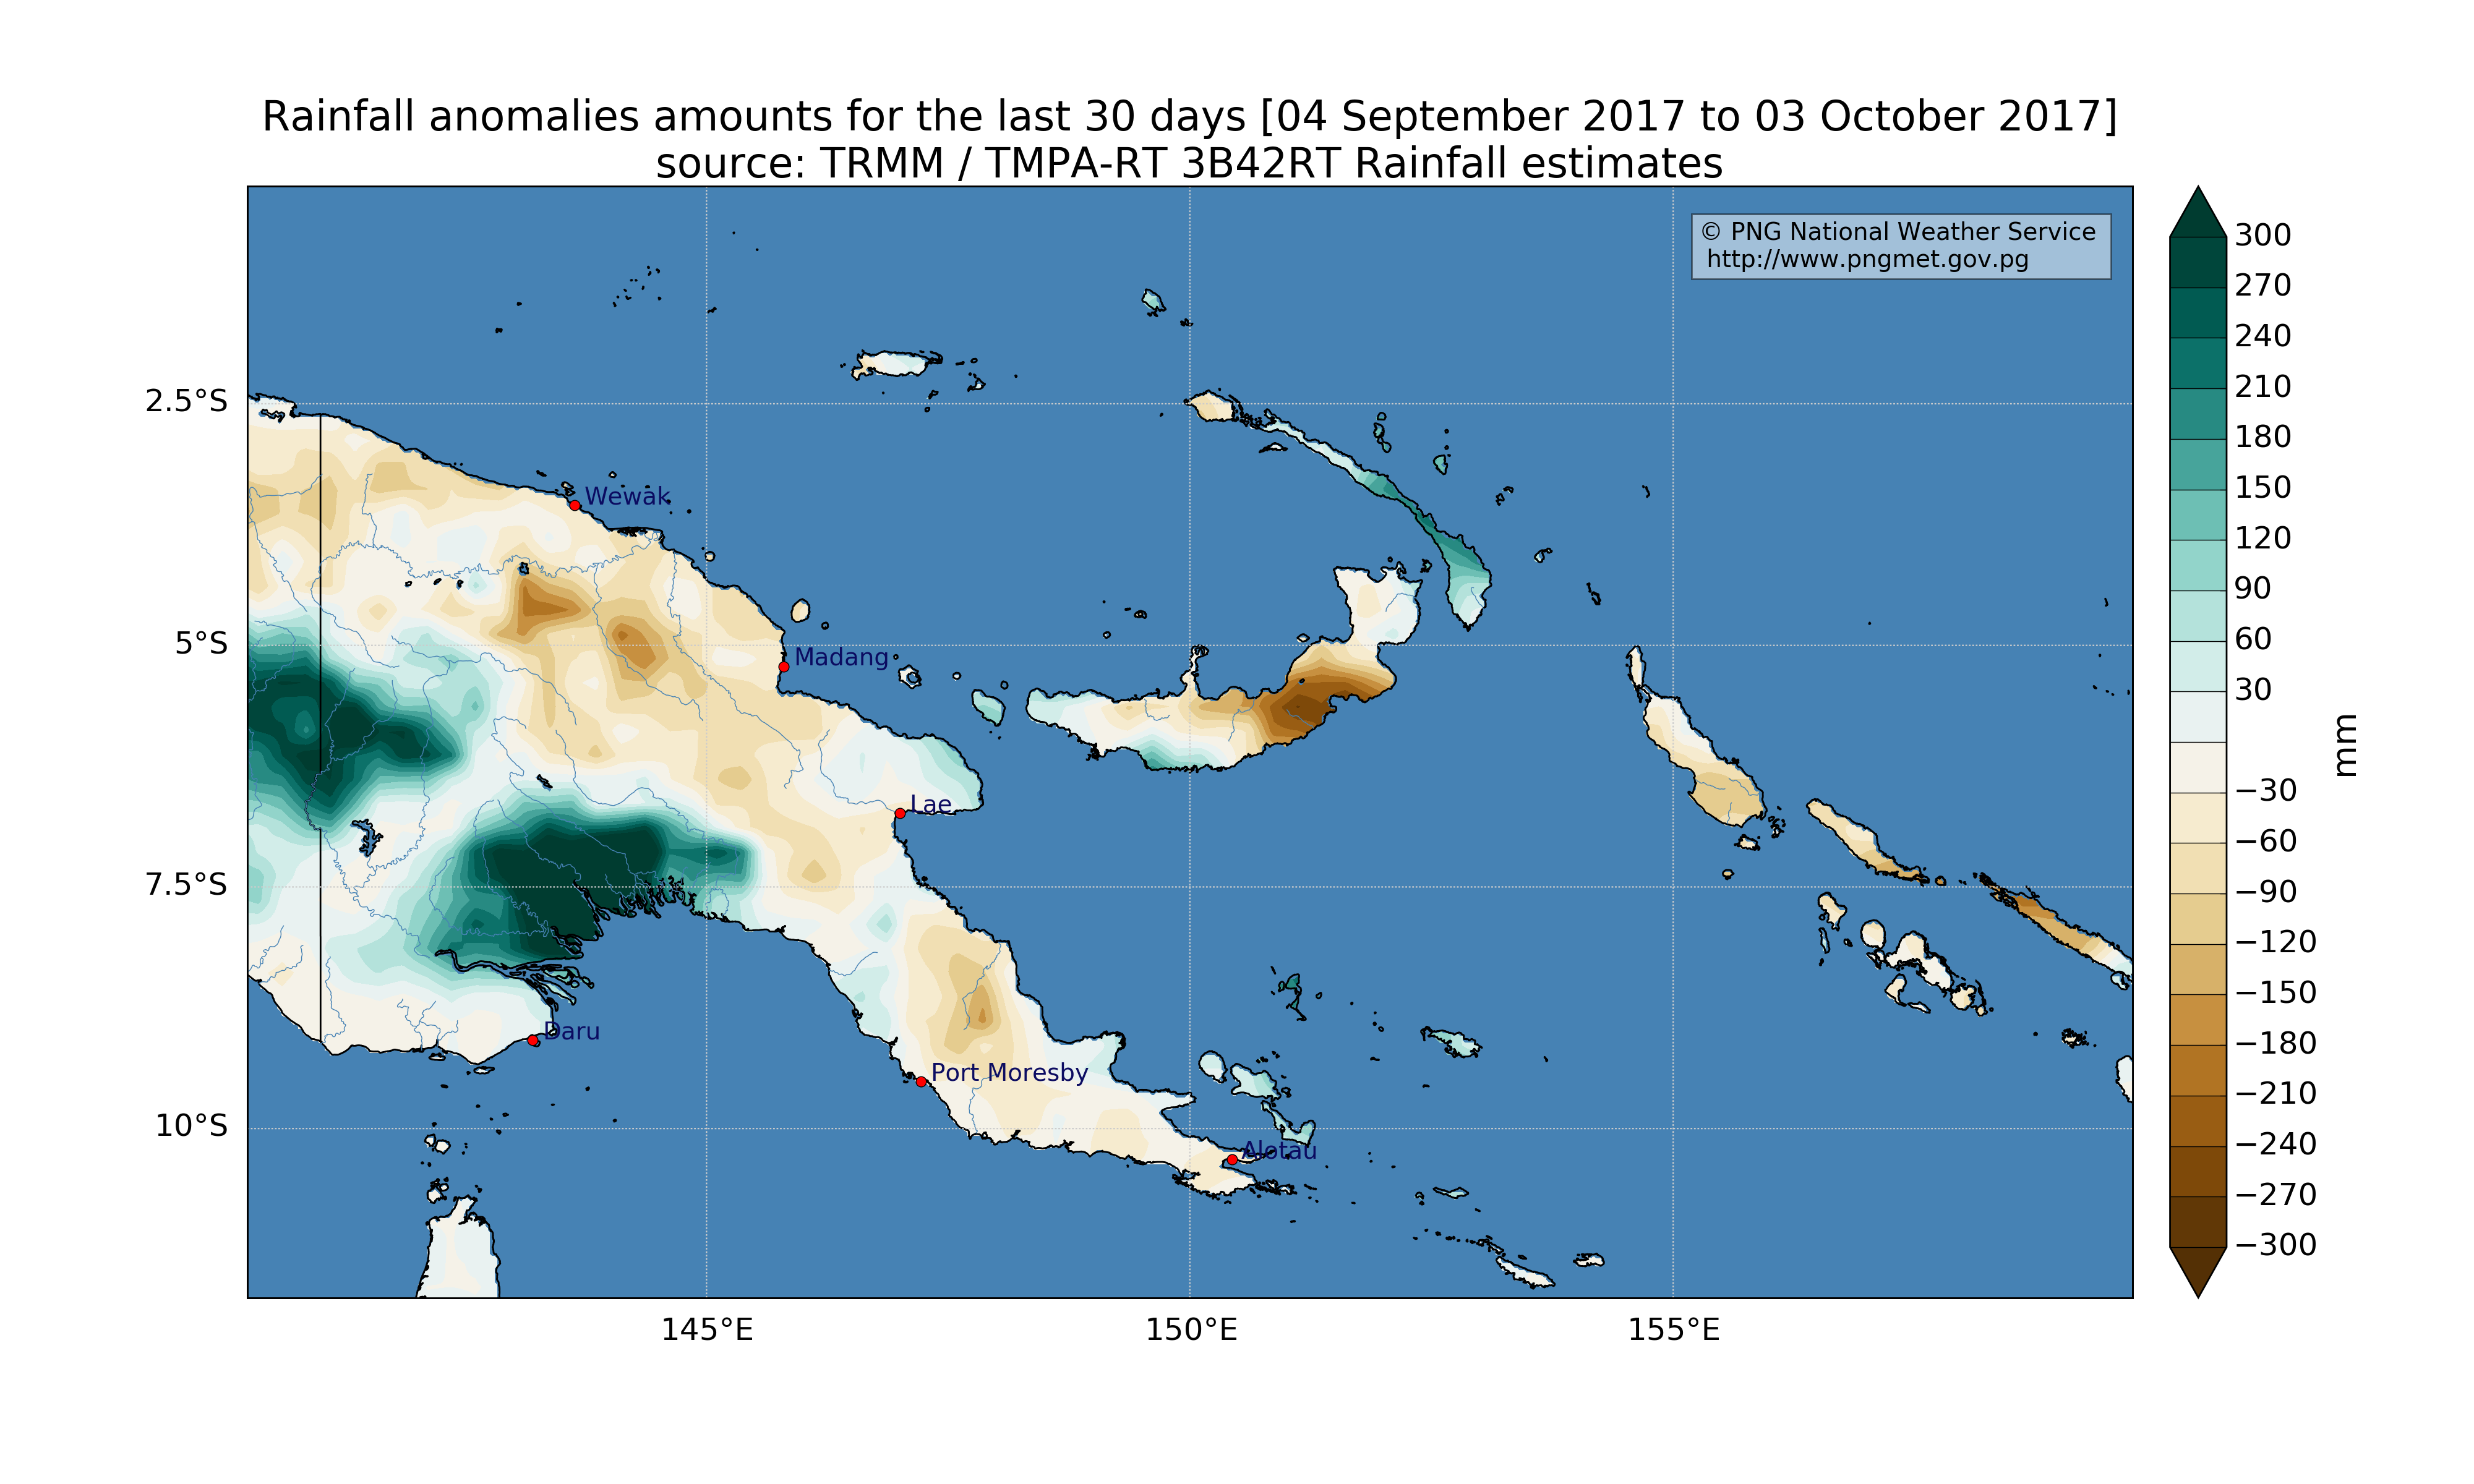 Rainfall anomalies amounts for the last 30 days [04 September 2017 to 03 October 2017]
source: TRMM / TMPA-RT 3B42RT Rainfall estimates
© PNG National Weather Service
http://www.pngmet.gov.pg
2.5°S
5°S
7.5°S
10°S
145°E
150°E
155°E
Wewak
Madang
Lae
Daru
Port Moresby
Alotau
300
270
240
210
180
150
120
90
60
30
−30
−60
−90
−120
−150
−180
−210
−240
−270
−300
mm